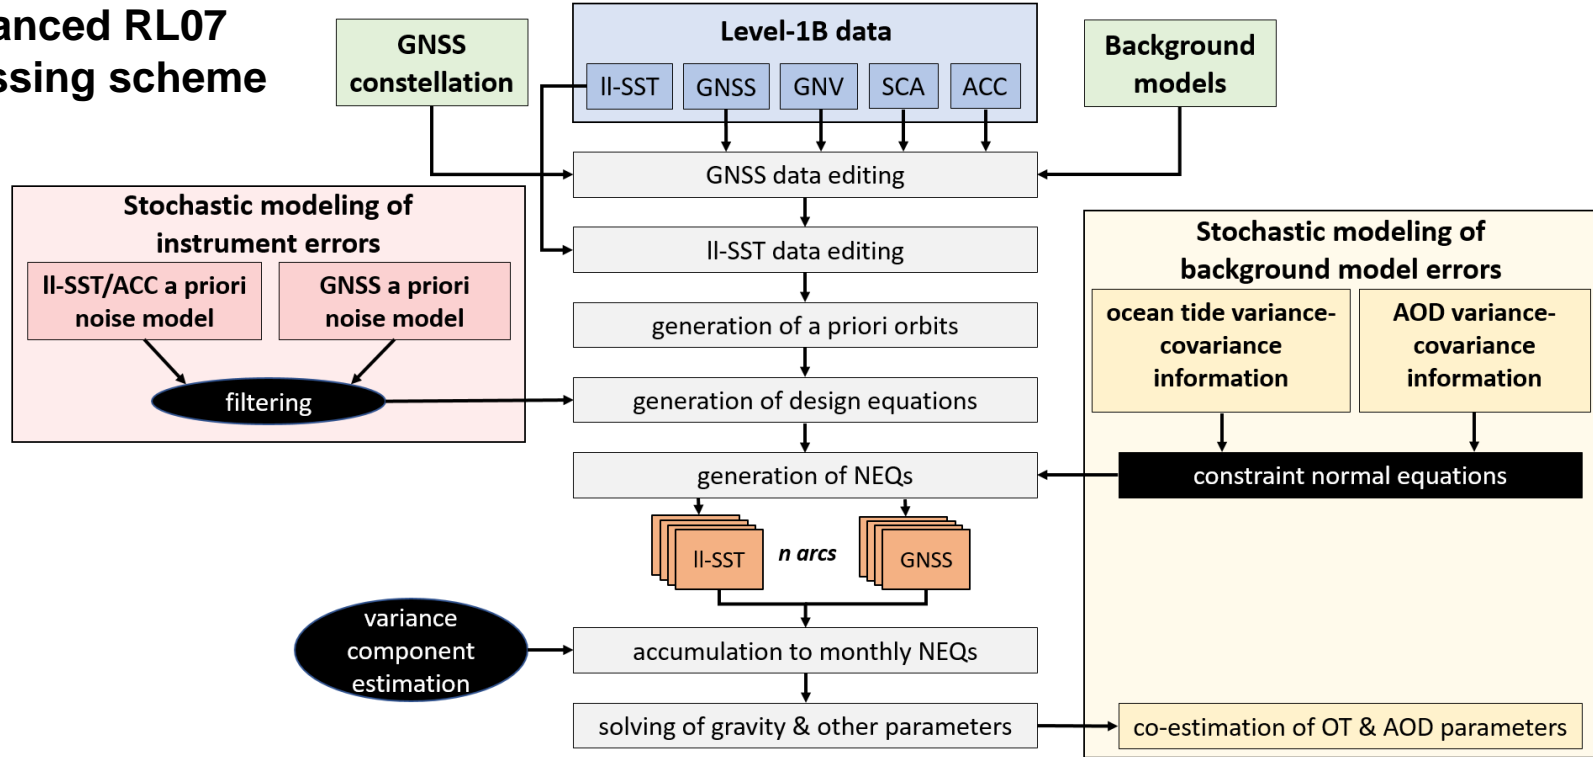 anced RL07
ssing scheme
GNSS
constellation
Level-1B data
ll-SST
GNSS
GNV
SCA
ACC
Background
models
GNSS data editing
Stochastic modeling of
instrument errors
ll-SST/ACC a priori
noise model
GNSS a priori
noise model
filtering
ll-SST data editing
generation of a priori orbits
generation of design equations
generation of NEQs
Stochastic modeling of
background model errors
ocean tide variance-
covariance
information
AOD variance-
covariance
information
constraint normal equations
ll-SST
n arcs
GNSS
variance
component
estimation
accumulation to monthly NEQs
solving of gravity & other parameters
co-estimation of OT & AOD parameters